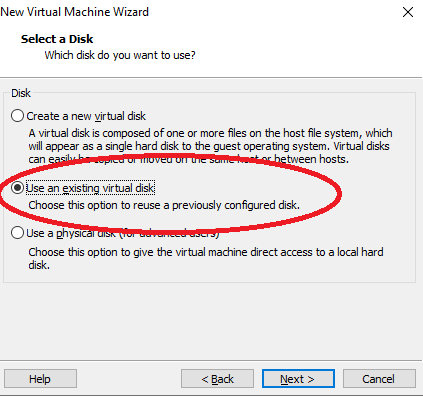 New Virtual Machine Wizard
Select a Disk
Which disk do you want to use?
Disk
Create a new virtual disk
A virtual disk is composed of one or more files on the host file system, which
will appear as a single hard disk to the guest operating system. Virtual disks
can easily be copied or moved on the same host or between hosts.
Use an existing virtual disk
Choose this option to reuse a previously configured disk.
Use a physical disk (for advanced users)
Choose this option to give the virtual machine direct access to a local hard
disk.
Help
< Back
Next >
Cancel